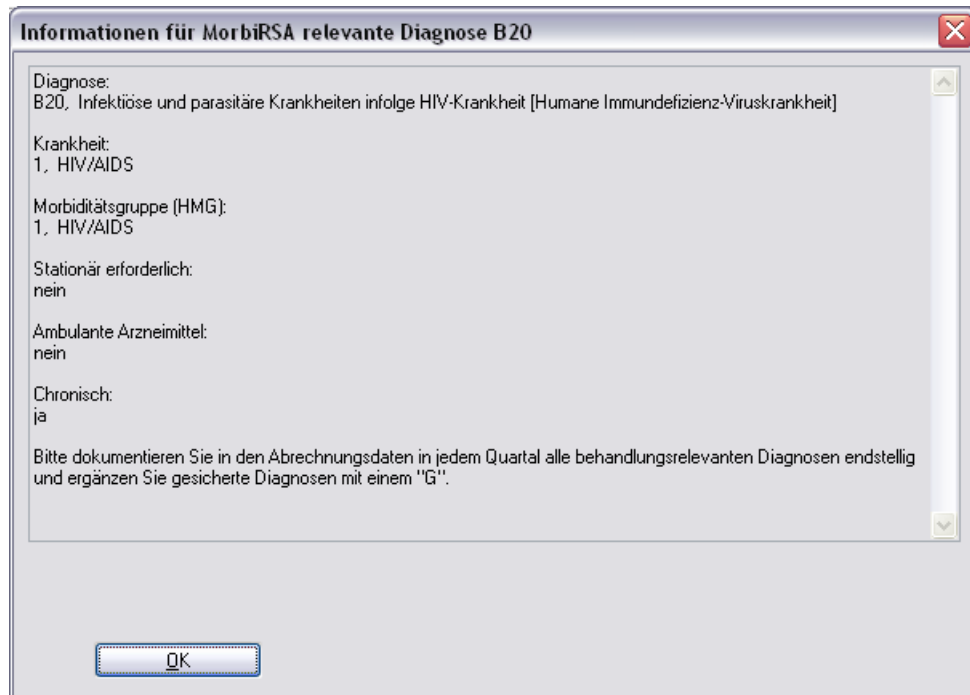 Informationen für MorbiRSA relevante Diagnose B20
Diagnose:
B20,  Infektiöse und parasitäre Krankheiten infolge HIV-Krankheit [Humane Immundefizienz-Viruskrankheit]
Krankheit:
1,  HIV/AIDS
Morbiditätsgruppe (HMG):
1,  HIV/AIDS
Stationär erforderlich:
nein
Ambulante Arzneimittel:
nein
Chronisch:
ja
Bitte dokumentieren Sie in den Abrechnungsdaten in jedem Quartal alle behandlungsrelevanten Diagnosen endstellig
und ergänzen Sie gesicherte Diagnosen mit einem "G".
OK